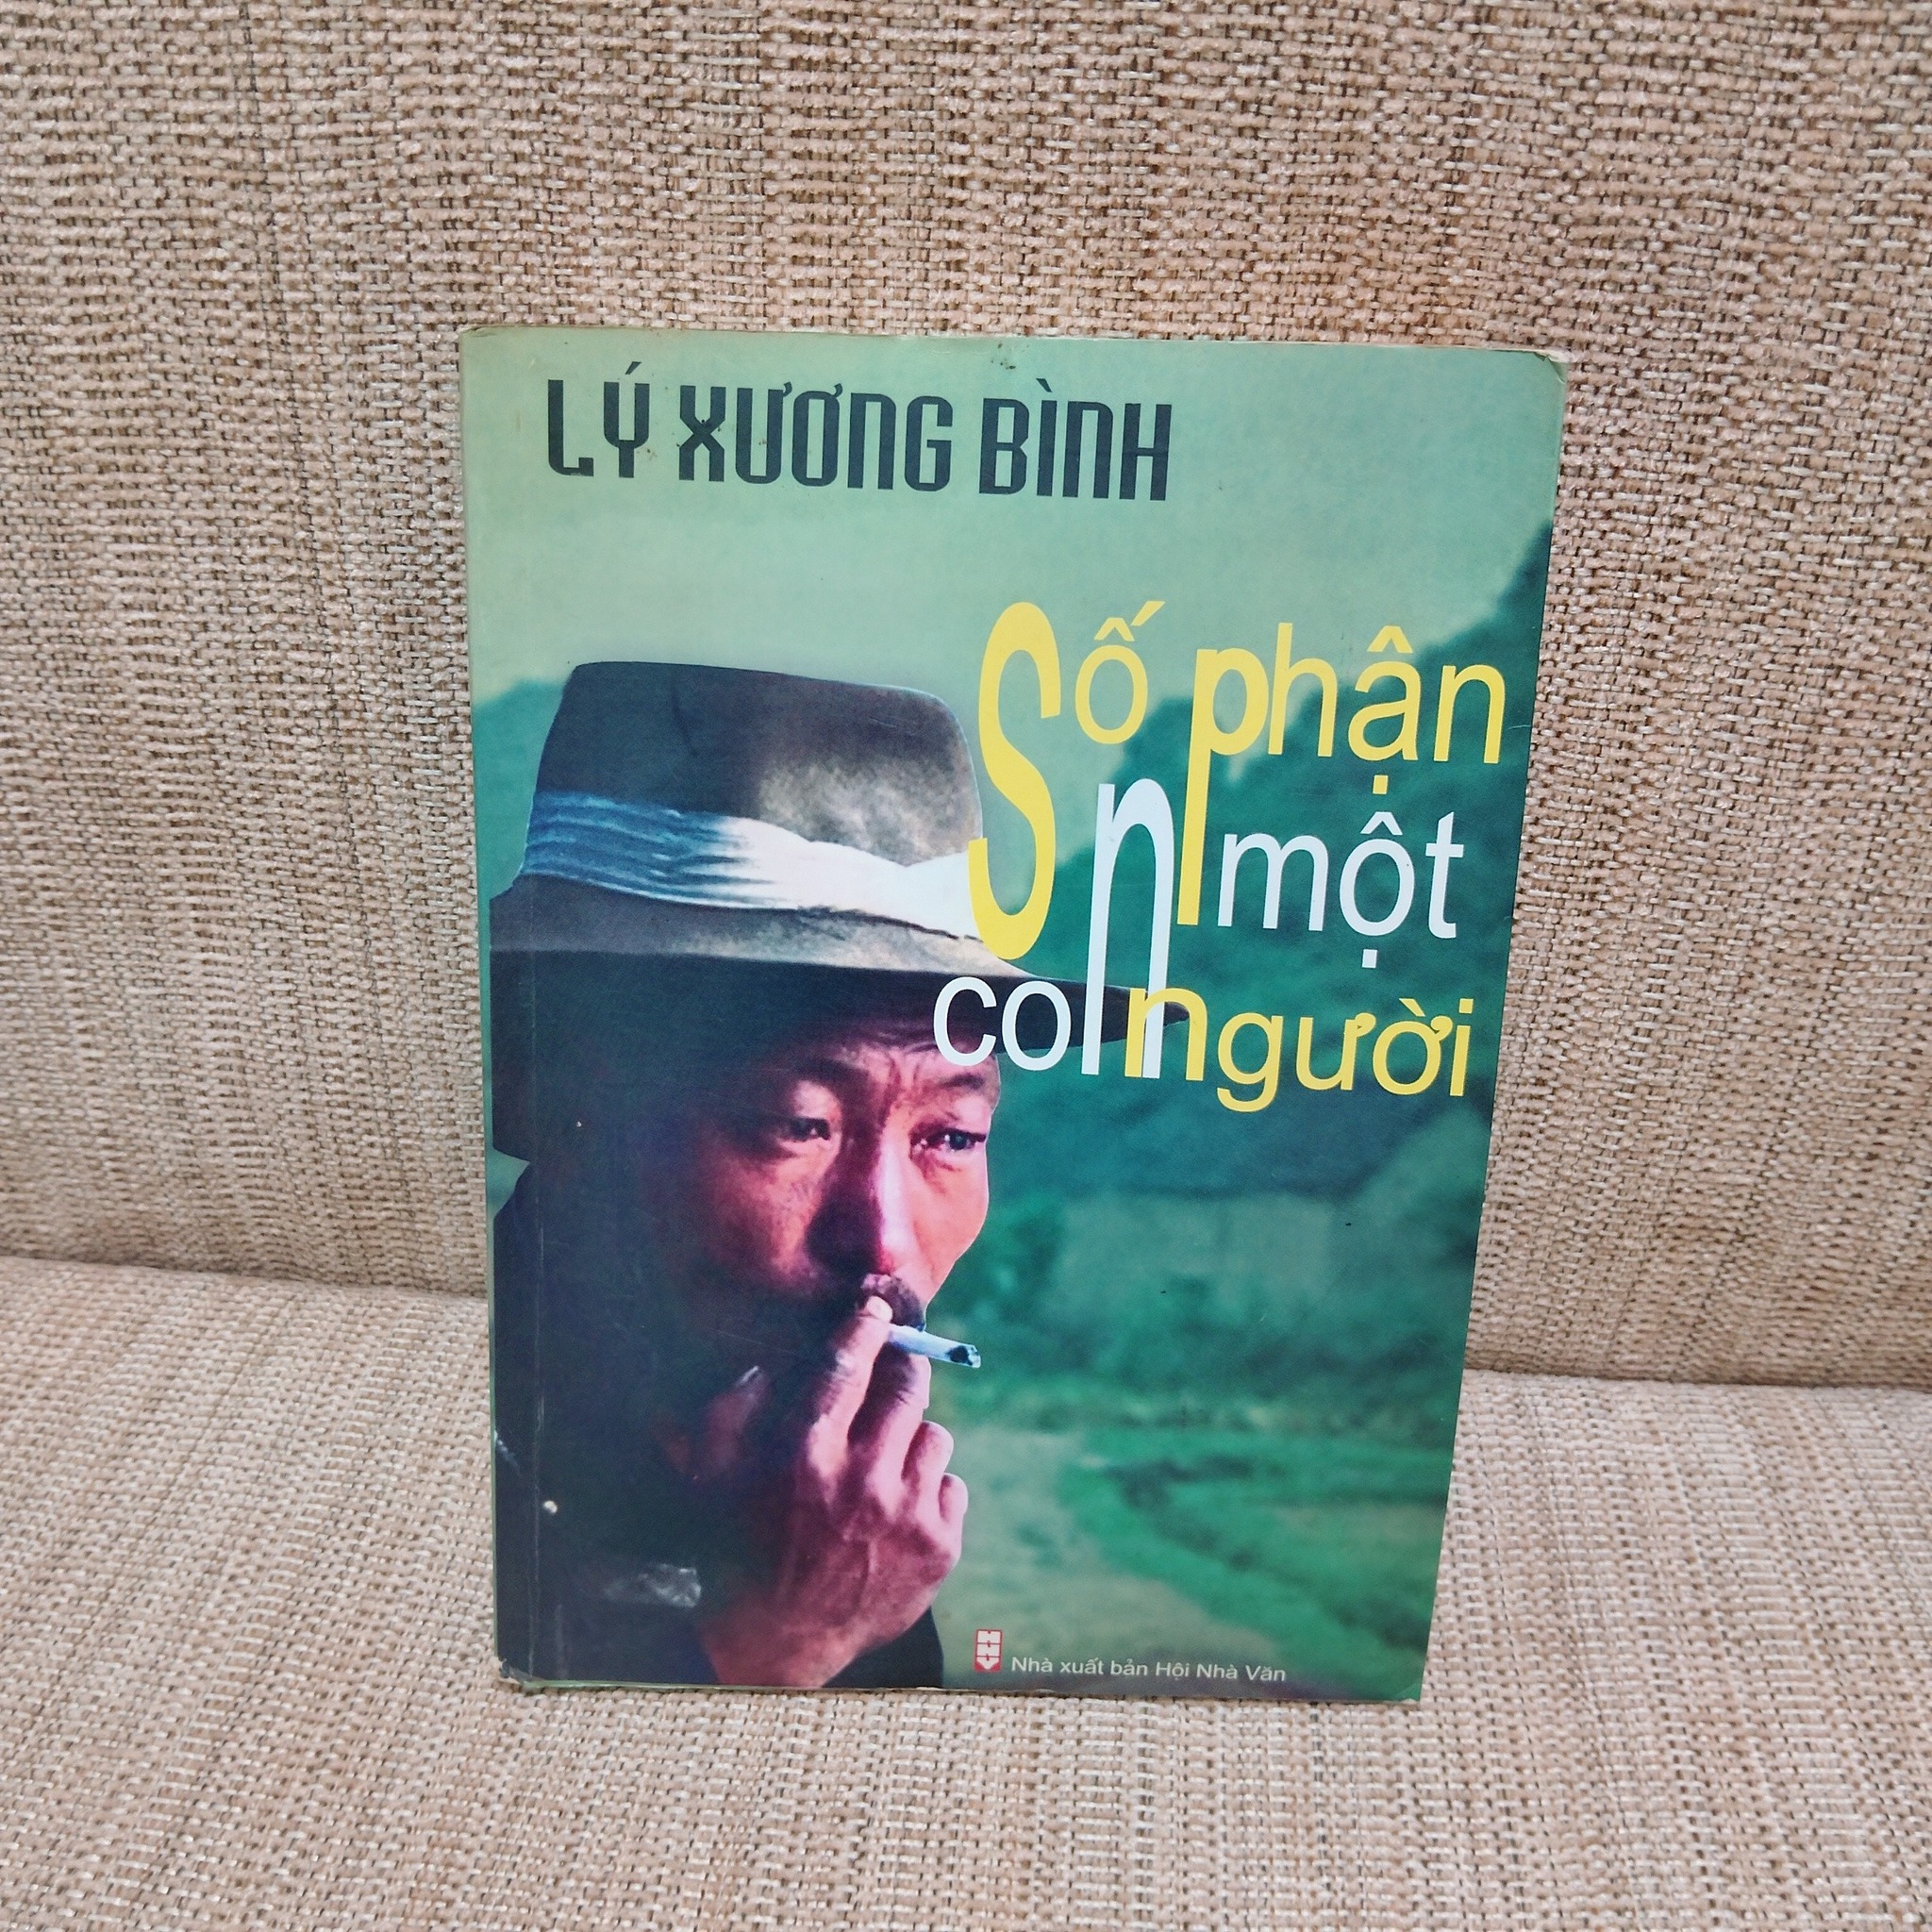 LÝ XƯƠNG BÌNH
Số phận
một
con người
Nhà xuất bản Hội Nhà Văn